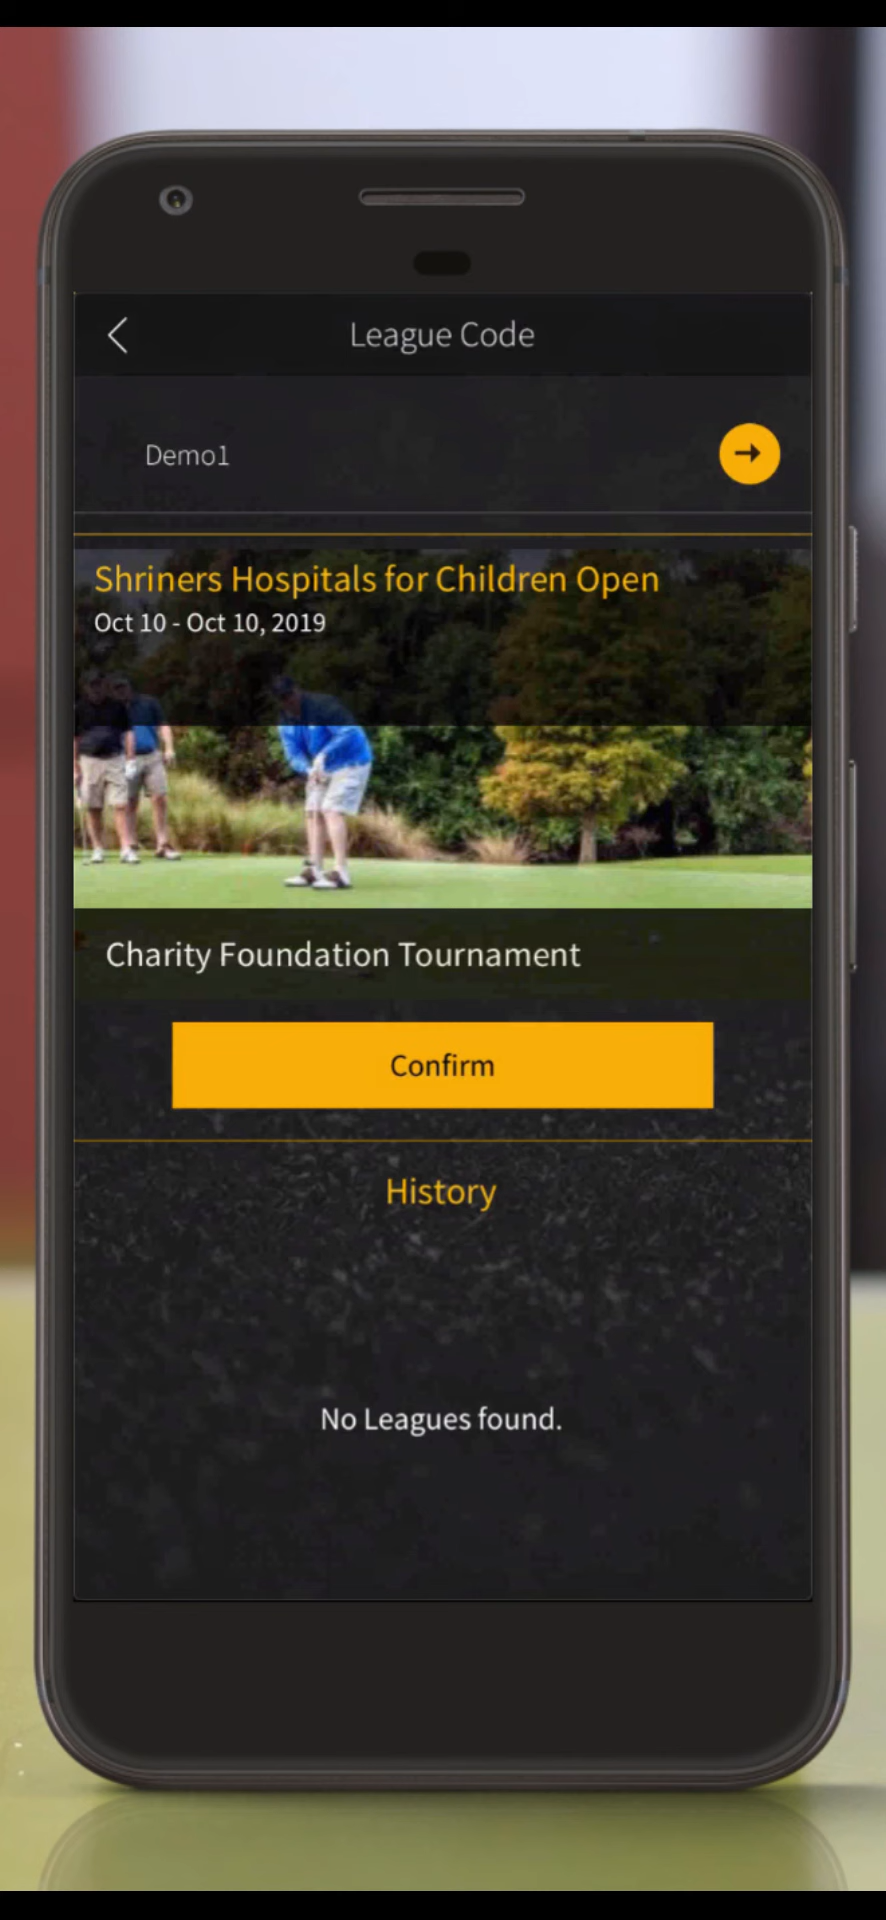 League Code
Demo1
Shriners Hospitals for Children Open
Oct 10 - Oct 10, 2019
Charity Foundation Tournament
Confirm
History
No Leagues found.